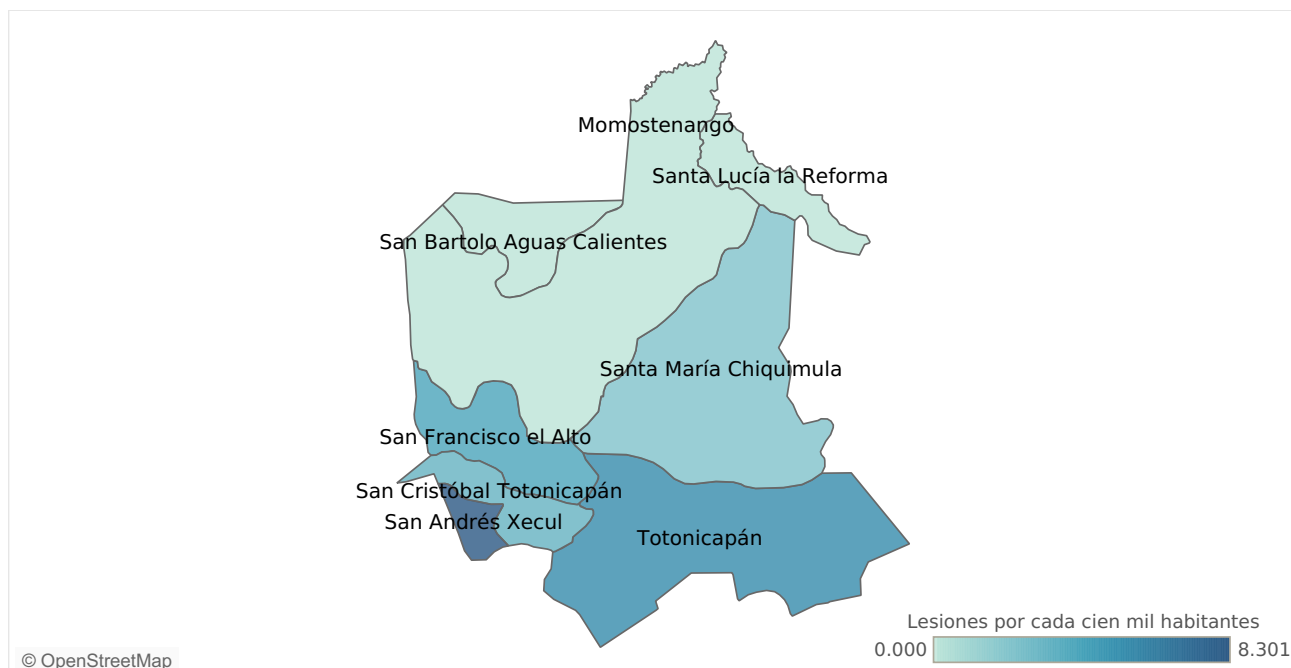 Momostenango
Santa Lucía la Reforma
San Bartolo Aguas Calientes
Santa María Chiquimula
San Francisco el Alto
San Cristóbal Totonicapán
San Andrés Xecul
Totonicapán
Lesiones por cada cien mil habitantes
0.000 8.301
© OpenStreetMap